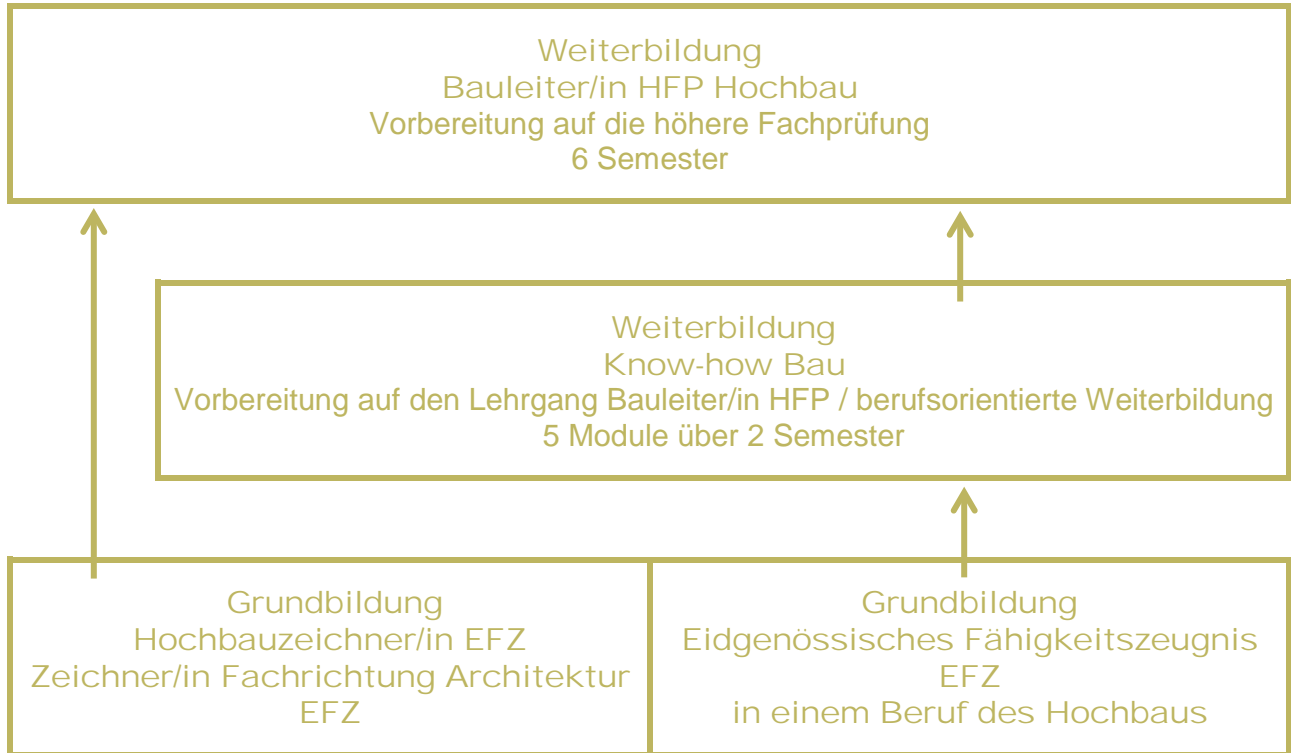 Weiterbildung
Bauleiter/in HFP Hochbau
Vorbereitung auf die höhere Fachprüfung
6 Semester
Weiterbildung
Know-how Bau
Vorbereitung auf den Lehrgang Bauleiter/in HFP / berufsorientierte Weiterbildung
5 Module über 2 Semester
Grundbildung
Hochbauzeichner/in EFZ
Zeichner/in Fachrichtung Architektur
EFZ
Grundbildung
Eidgenössisches Fähigkeitszeugnis
EFZ
in einem Beruf des Hochbaus